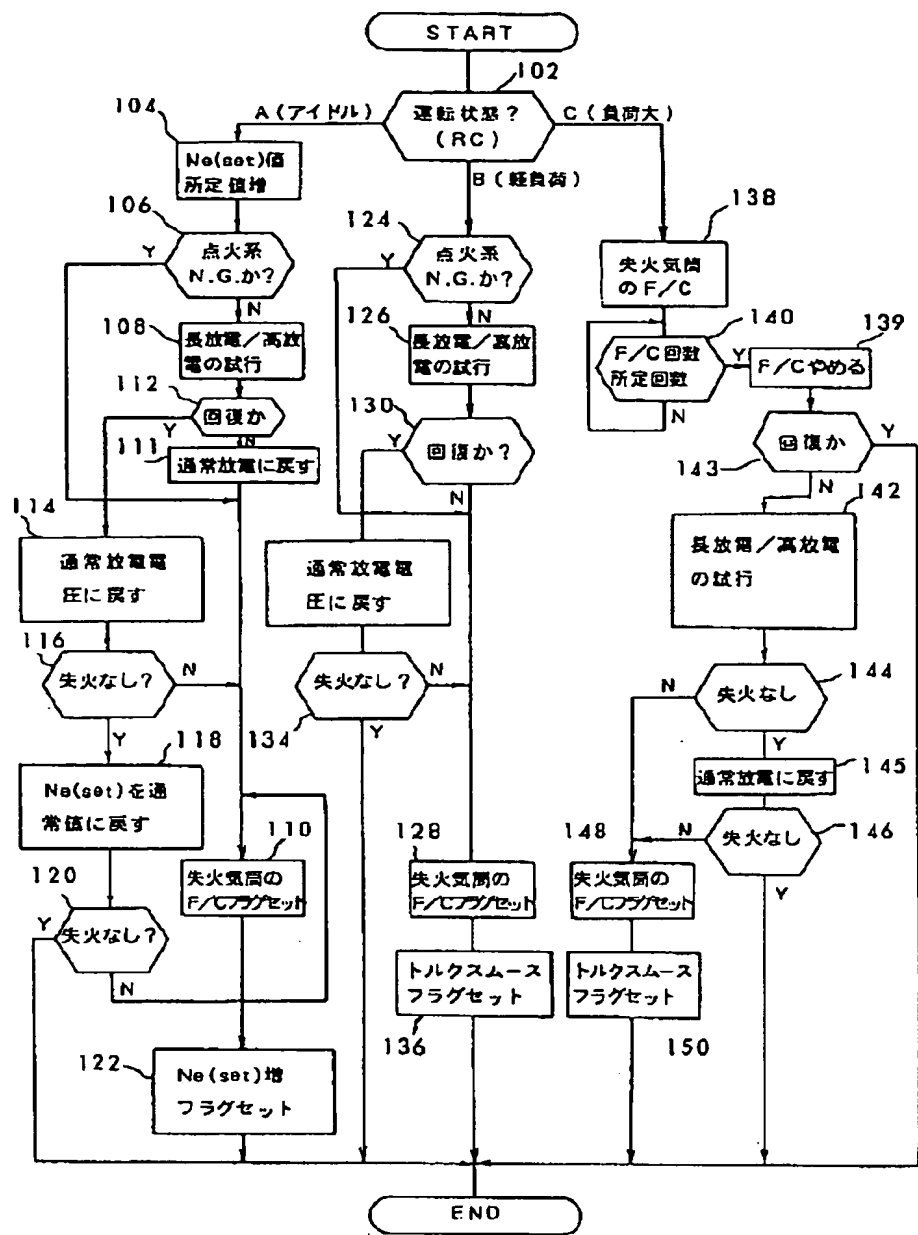 START
102
運転状態?
(RC)
A(アイドル)
C(負荷大)
B(軽負荷)
104
Ne(set)値
所定値増
106
点火系
N.G.か?
Y
N
108
長放電/高放
電の試行
112
回復か
Y
N
111
通常放電に戻す
114
通常放電電
圧に戻す
116
失火なし?
N
Y
118
Ne(set)を通
常値に戻す
120
失火なし?
Y
N
110
失火気筒の
F/Cフラグセット
122
Ne(set)増
フラグセット
124
点火系
N.G.か?
Y
N
126
長放電/高放
電の試行
130
回復か?
Y
N
通常放電電
圧に戻す
失火なし?
134
N
Y
128
失火気筒の
F/Cフラグセット
トルクスムース
フラグセット
136
138
失火気筒
のF/C
140
F/C回数
所定回数
Y
N
139
F/Cやめる
回復か
143
Y
N
142
長放電/高放電
の試行
144
失火なし
N
Y
145
通常放電に戻す
146
失火なし
N
Y
148
失火気筒の
F/Cフラグセット
トルクスムース
フラグセット
150
END